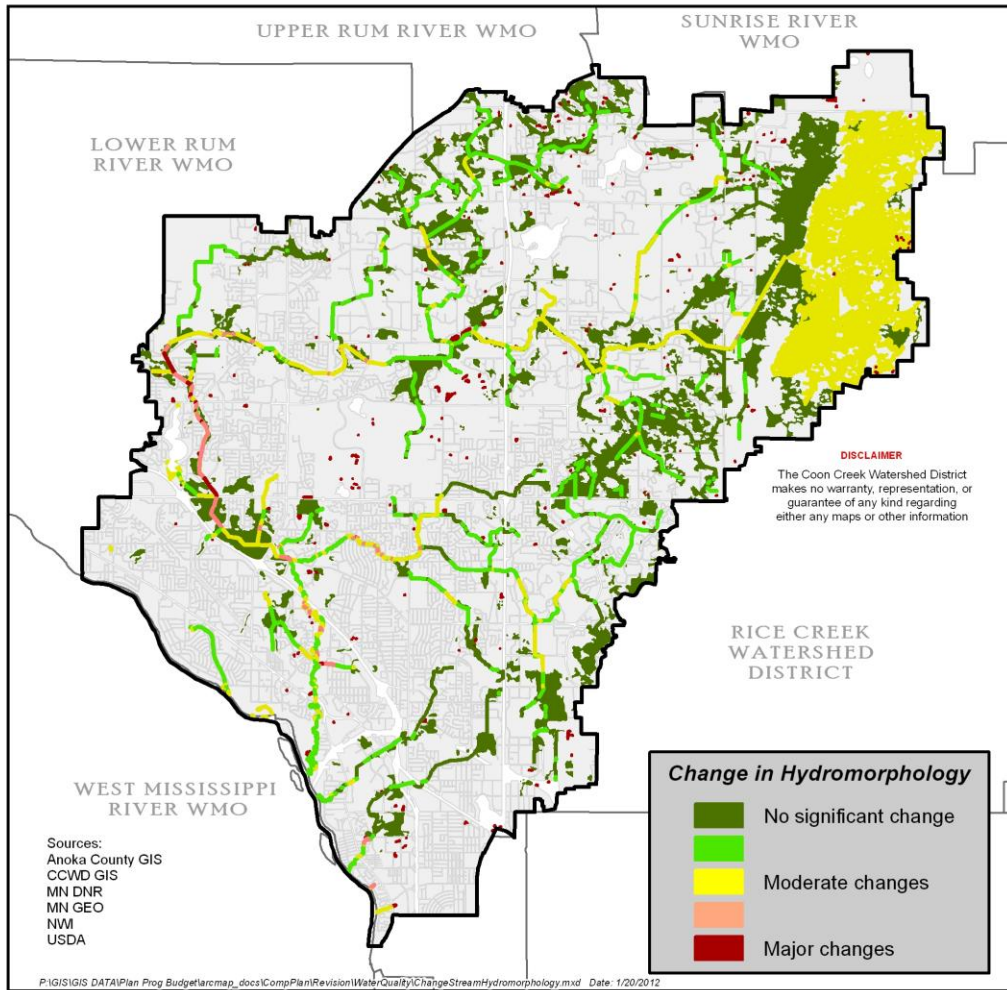 UPPER RUM RIVER WMO
SUNRISE RIVER
WMO
LOWER RUM
RIVER WMO
DISCLAIMER
The Coon Creek Watershed District
makes no warranty, representation, or
guarantee of any kind regarding
either any maps or other information
RICE CREEK
WATERSHED
DISTRICT
WEST MISSISSIPPI
RIVER WMO
Sources:
Anoka County GIS
CCWD GIS
MN DNR
MN GEO
NWI
USDA
Change in Hydromorphology
No significant change
Moderate changes
Major changes
P:\GIS\GIS DATA\Plan Prog Budget\arcmap_docs\CompPlan\Revision\WaterQuality\ChangeStreamHydromorphology.mxd Date: 1/20/2012